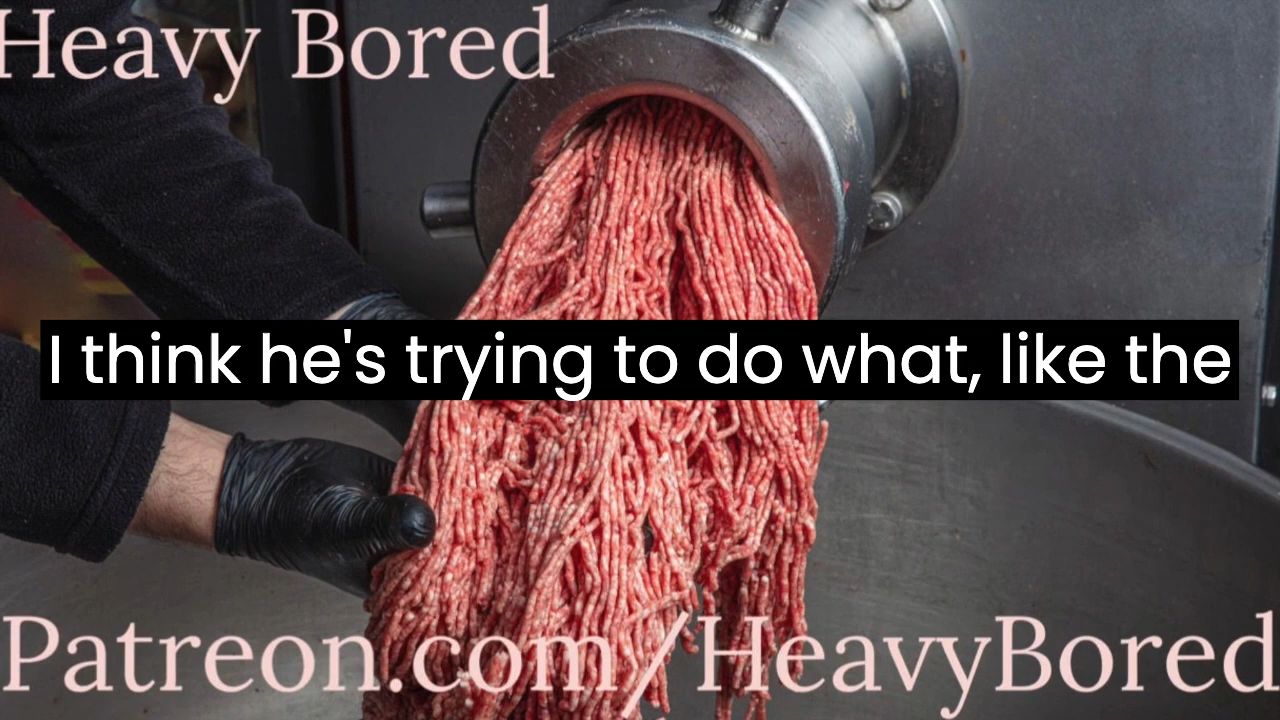 Heavy Bored
I think he's trying to do what, like the
Patreon.com/HeavyBored